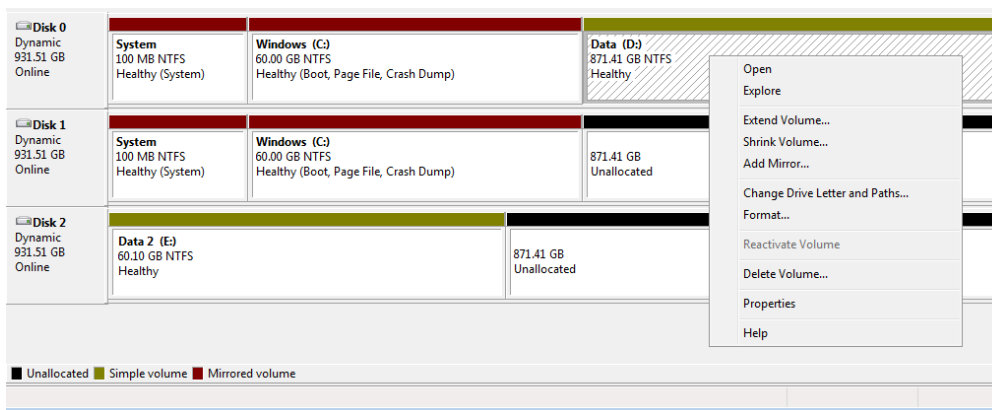 Disk 0
Dynamic
931.51 GB
Online
System
100 MB NTFS
Healthy (System)
Windows (C:)
60.00 GB NTFS
Healthy (Boot, Page File, Crash Dump)
Data (D:)
871.41 GB NTFS
Healthy
Disk 1
Dynamic
931.51 GB
Online
System
100 MB NTFS
Healthy (System)
Windows (C:)
60.00 GB NTFS
Healthy (Boot, Page File, Crash Dump)
871.41 GB
Unallocated
Disk 2
Dynamic
931.51 GB
Online
Data 2 (E:)
60.10 GB NTFS
Healthy
871.41 GB
Unallocated
Open
Explore
Extend Volume...
Shrink Volume...
Add Mirror...
Change Drive Letter and Paths...
Format...
Reactivate Volume
Delete Volume...
Properties
Help
Unallocated Simple volume Mirrored volume